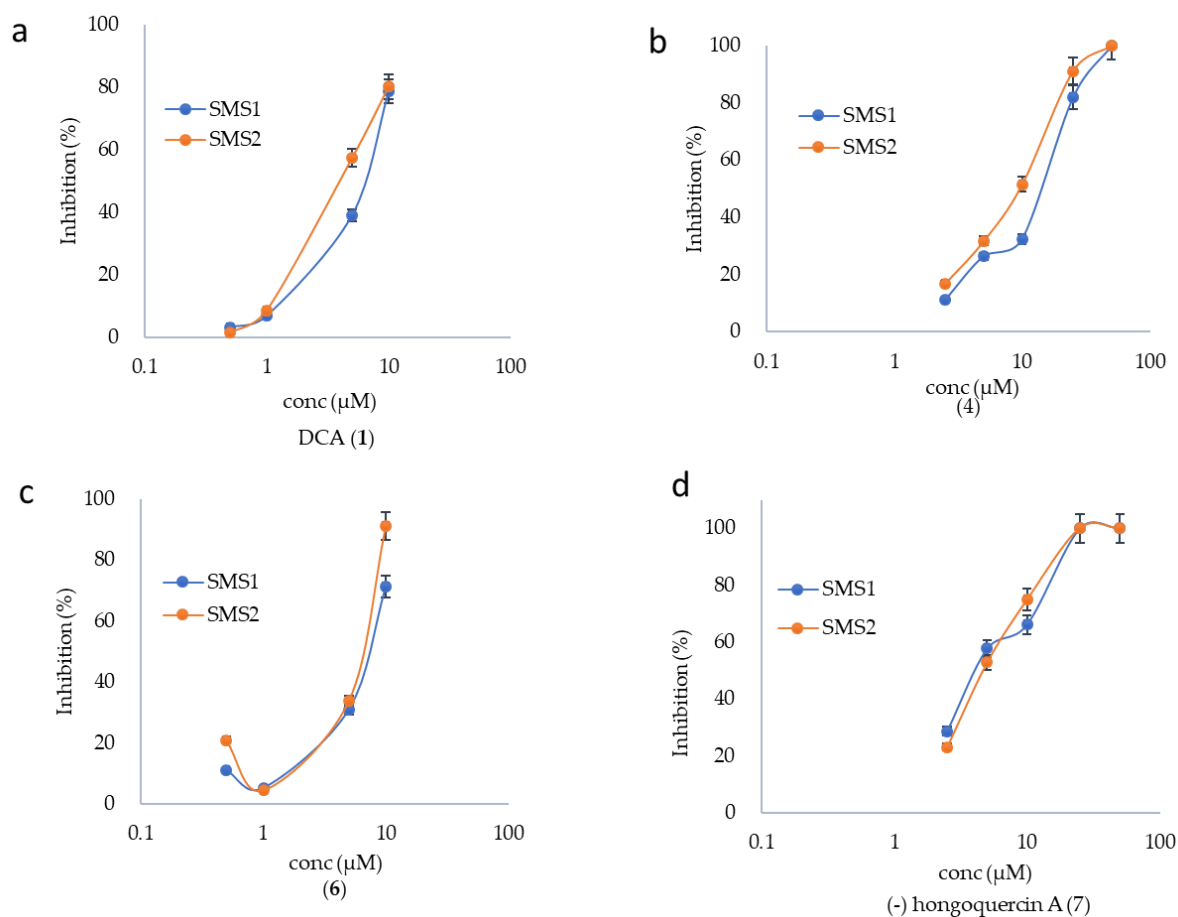 a
100
80
60
40
20
0
Inhibition (%)
SMS1
SMS2
0.1 1 10 100
conc (µM)
DCA (1)
b
100
80
60
40
20
0
Inhibition (%)
SMS1
SMS2
0.1 1 10 100
conc (µM)
(4)
c
100
80
60
40
20
0
Inhibition (%)
SMS1
SMS2
0.1 1 10 100
conc (µM)
(6)
d
100
80
60
40
20
0
Inhibition (%)
SMS1
SMS2
0.1 1 10 100
conc (µM)
(-) hongoquercin A (7)